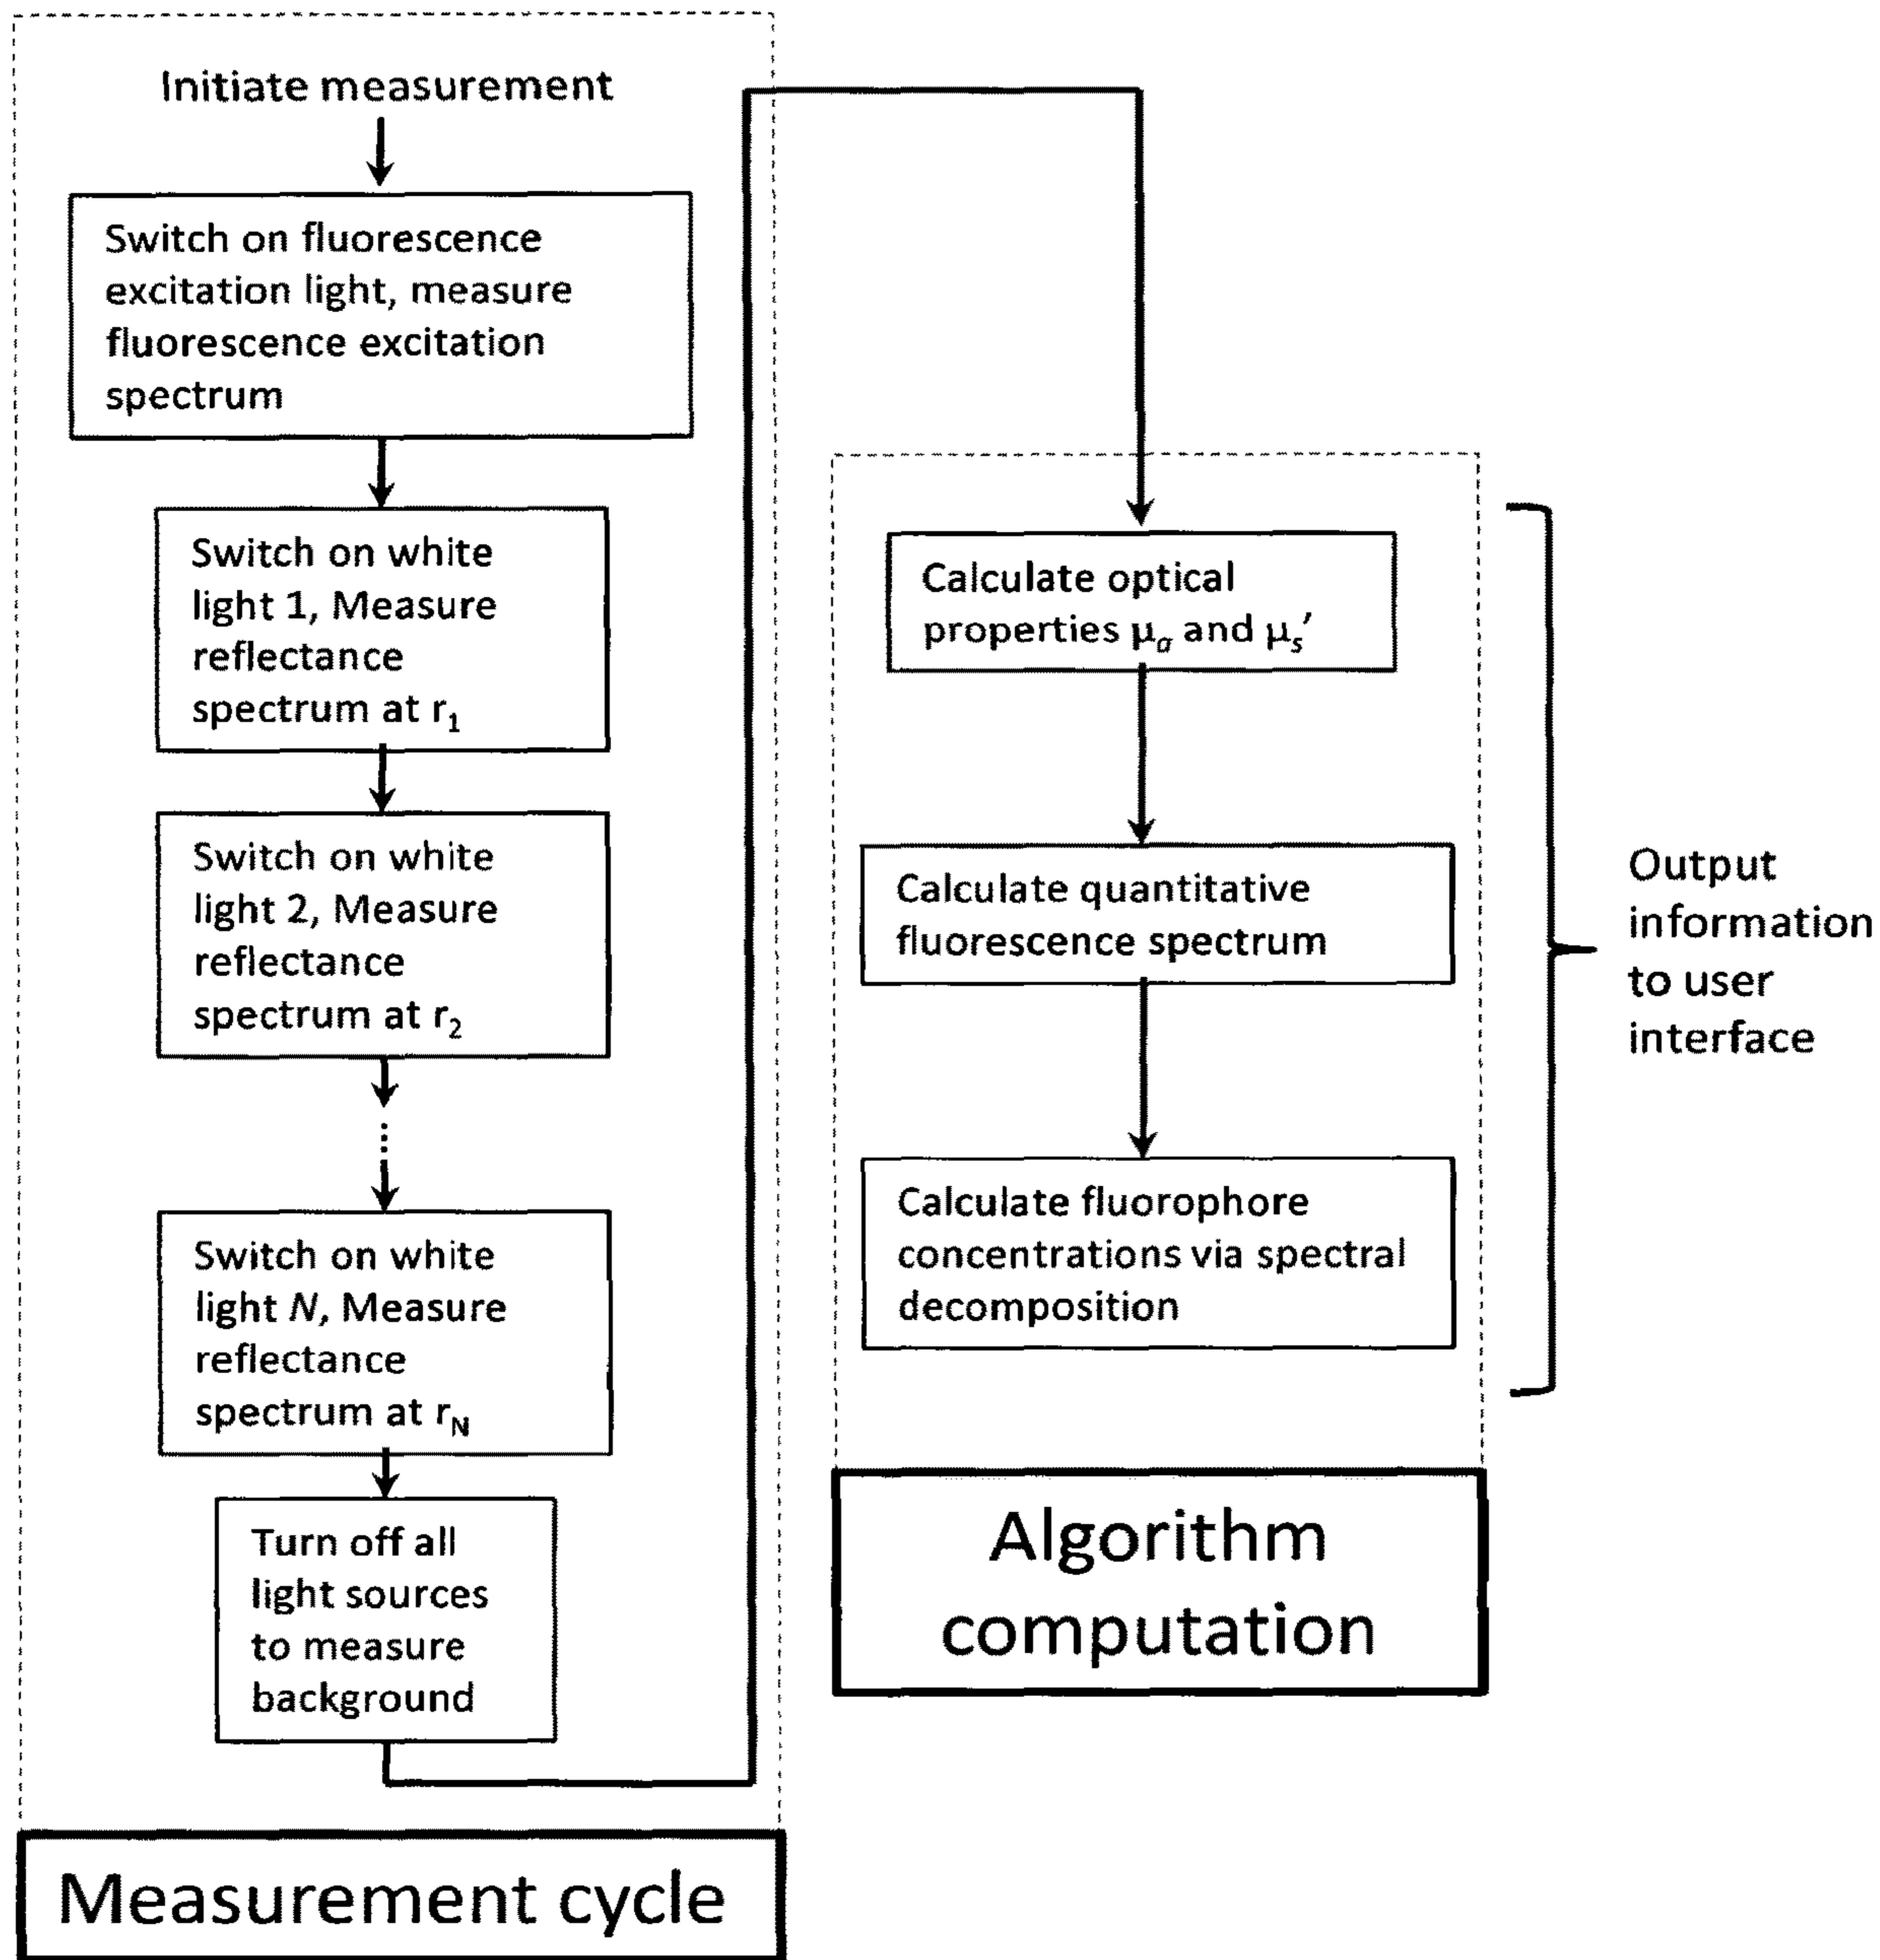 Initiate measurement
Switch on fluorescence
excitation light, measure
fluorescence excitation
spectrum
Switch on white
light 1, Measure
reflectance
spectrum at r₁
Switch on white
light 2, Measure
reflectance
spectrum at r₂
...
Switch on white
light N, Measure
reflectance
spectrum at r_N
Turn off all
light sources
to measure
background
Measurement cycle
Calculate optical
properties μₐ and μₛ′
Calculate quantitative
fluorescence spectrum
Calculate fluorophore
concentrations via spectral
decomposition
Algorithm
computation
Output
information
to user
interface